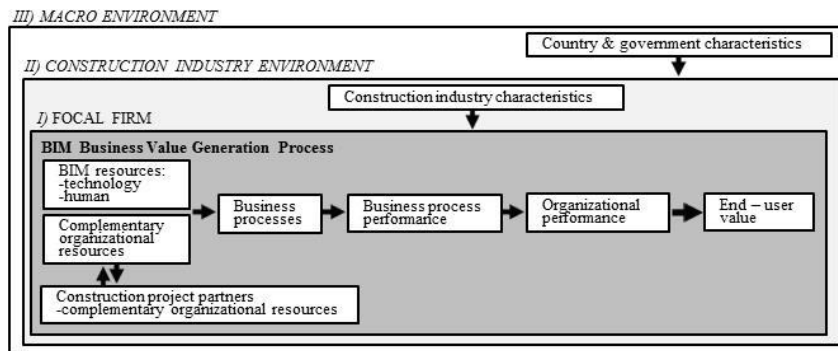 III) MACRO ENVIRONMENT
Country & government characteristics
II) CONSTRUCTION INDUSTRY ENVIRONMENT
Construction industry characteristics
I) FOCAL FIRM
BIM Business Value Generation Process
BIM resources:
-technology
-human
Complementary
organizational
resources
Business
processes
Business process
performance
Organizational
performance
End – user
value
Construction project partners
-complementary organizational resources